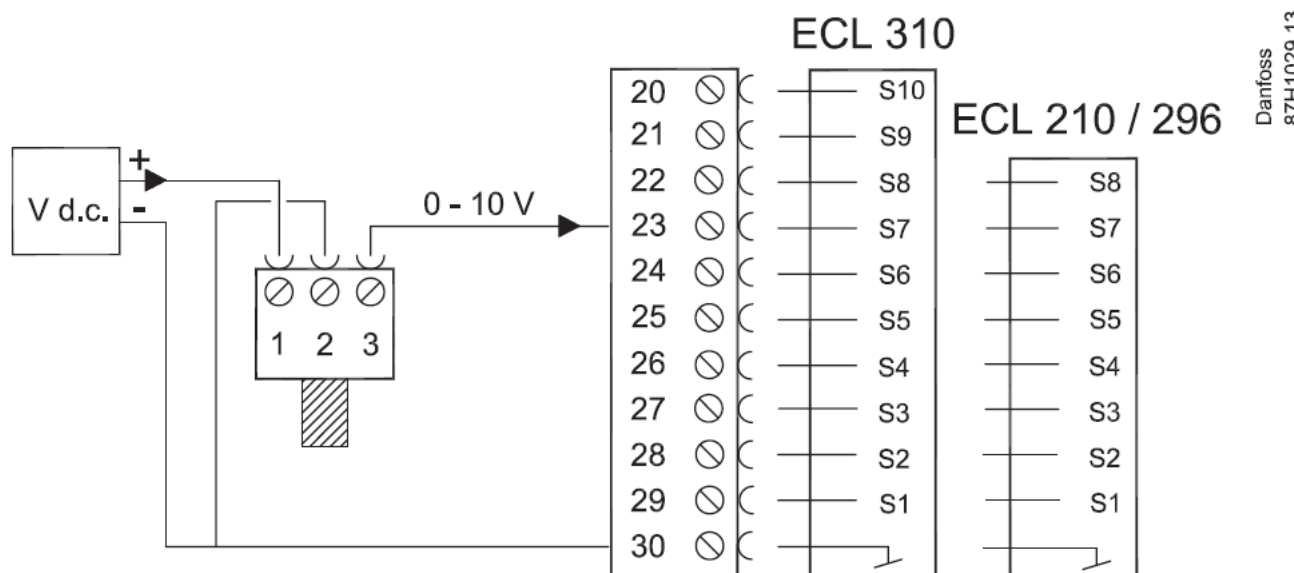 ECL 310
Danfoss
87H1029.13
ECL 210 / 296
V d.c.
+
-
0 - 10 V
1 2 3
20 S10
21 S9
22 S8 S8
23 S7 S7
24 S6 S6
25 S5 S5
26 S4 S4
27 S3 S3
28 S2 S2
29 S1 S1
30